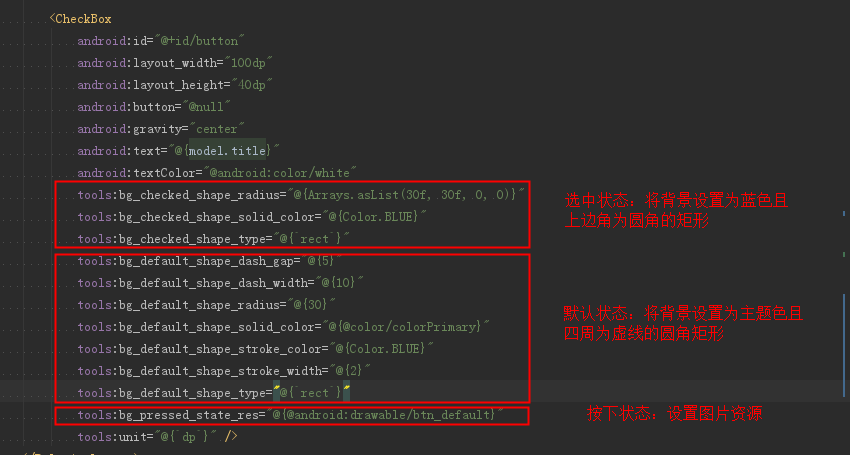 <CheckBox
android:id="@+id/button"
android:layout_width="100dp"
android:layout_height="40dp"
android:button="@null"
android:gravity="center"
android:text="@{model.title}"
android:textColor="@android:color/white"
tools:bg_checked_shape_radius="@{Arrays.asList(30f, 30f, 0, 0)}"
tools:bg_checked_shape_solid_color="@{Color.BLUE}"
tools:bg_checked_shape_type="@{`rect`}"
选中状态：将背景设置为蓝色且
上边角为圆角的矩形
tools:bg_default_shape_dash_gap="@{5}"
tools:bg_default_shape_dash_width="@{10}"
tools:bg_default_shape_radius="@{30}"
tools:bg_default_shape_solid_color="@{@color/colorPrimary}"
tools:bg_default_shape_stroke_color="@{Color.BLUE}"
tools:bg_default_shape_stroke_width="@{2}"
tools:bg_default_shape_type="@{`rect`}"
默认状态：将背景设置为主题色且
四周为虚线的圆角矩形
tools:bg_pressed_state_res="@{@android:drawable/btn_default}"
按下状态：设置图片资源
tools:unit="@{`dp`}" />